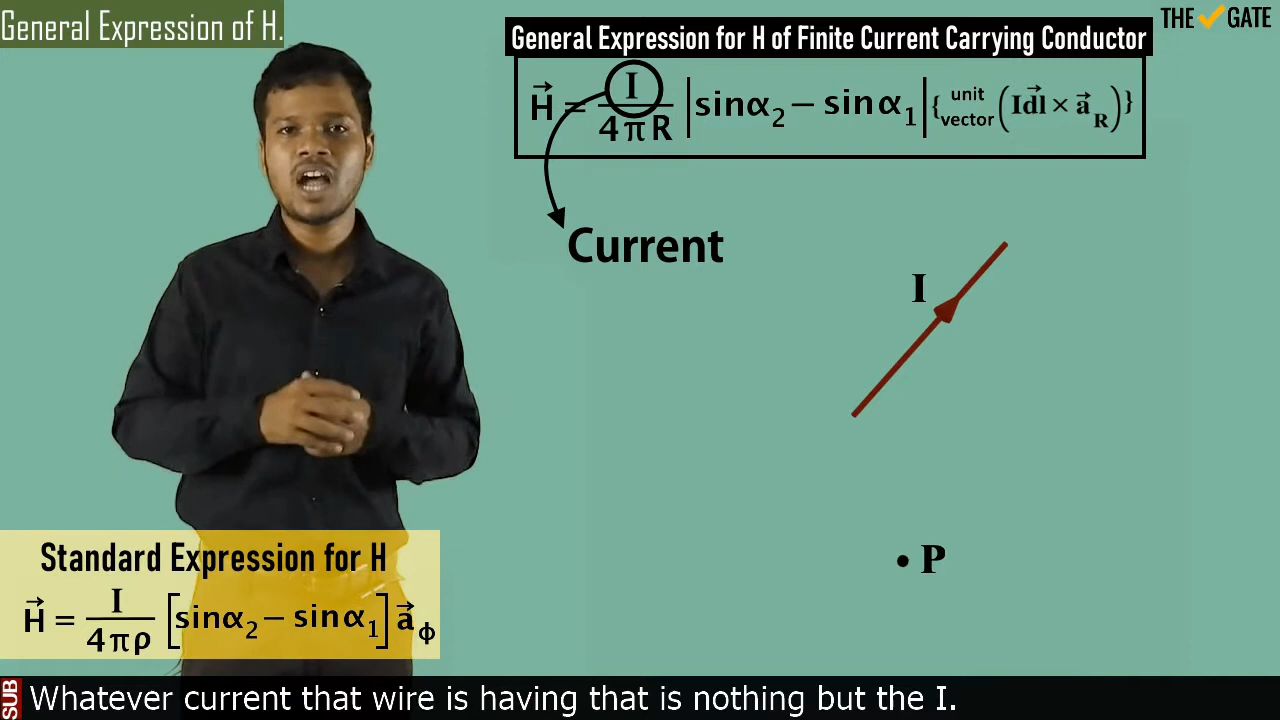 General Expression of H.
THE GATE
General Expression for H of Finite Current Carrying Conductor
H⃗ = I / 4πR |sinα₂ − sinα₁| {unit vector (Idl⃗ × a⃗_R)}
Current
I
P
Standard Expression for H
H⃗ = I / 4πρ [sinα₂ − sinα₁] a⃗_ϕ
SUB
Whatever current that wire is having that is nothing but the I.